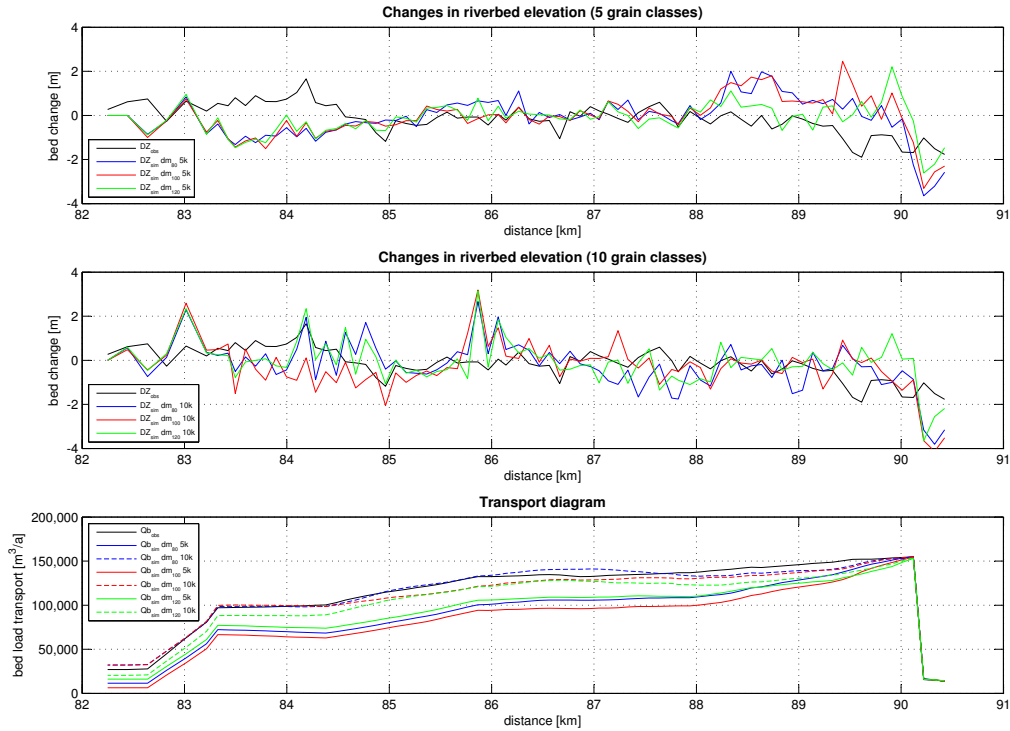 Changes in riverbed elevation (5 grain classes)
4
2
0
-2
-4
bed change [m]
DZobs
DZsim dm80 5k
DZsim dm100 5k
DZsim dm120 5k
82 83 84 85 86 87 88 89 90 91
distance [km]
Changes in riverbed elevation (10 grain classes)
4
2
0
-2
-4
bed change [m]
DZobs
DZsim dm80 10k
DZsim dm100 10k
DZsim dm120 10k
82 83 84 85 86 87 88 89 90 91
distance [km]
Transport diagram
200,000
150,000
100,000
50,000
0
bed load transport [m³/a]
Qbobs
Qbsim dm80 5k
Qbsim dm80 10k
Qbsim dm100 5k
Qbsim dm100 10k
Qbsim dm120 5k
Qbsim dm120 10k
82 83 84 85 86 87 88 89 90 91
distance [km]